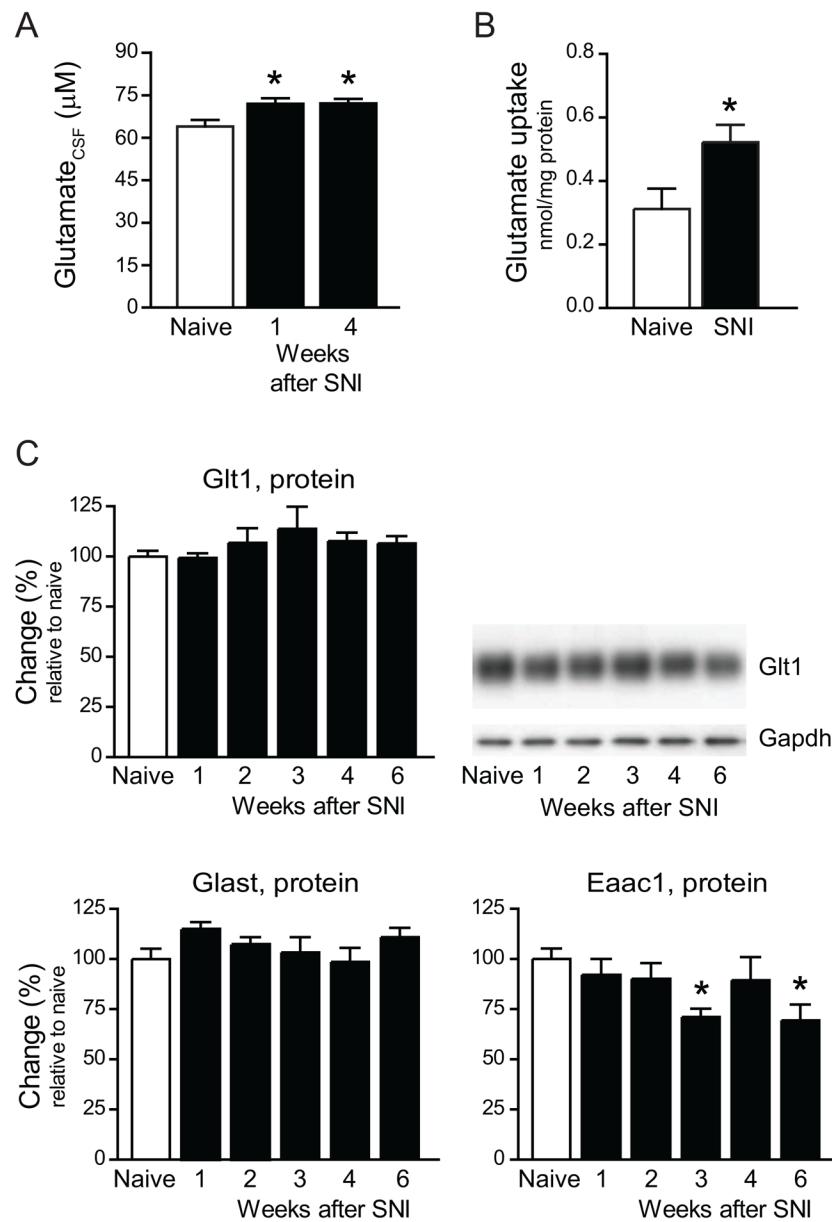 A
Glutamate_CSF (μM)
90
75
60
45
30
15
0
* *
Naive 1 4
Weeks
after SNI
B
Glutamate uptake
nmol/mg protein
0.8
0.6
0.4
0.2
0.0
*
Naive SNI
C
Glt1, protein
Change (%)
relative to naive
125
100
75
50
25
0
Naive 1 2 3 4 6
Weeks after SNI
Glt1
Gapdh
Naive 1 2 3 4 6
Weeks after SNI
Glast, protein
Change (%)
relative to naive
125
100
75
50
25
0
Naive 1 2 3 4 6
Weeks after SNI
Eaac1, protein
125
100
75
50
25
0
* *
Naive 1 2 3 4 6
Weeks after SNI